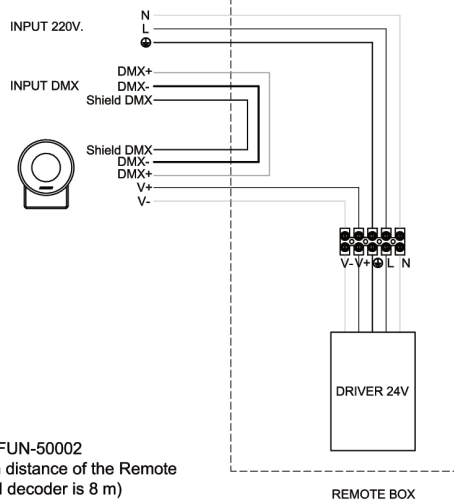 N
INPUT 220V.
L
DMX+
INPUT DMX
DMX-
Shield DMX
Shield DMX
DMX-
DMX+
V+
V-
V- V+ L N
DRIVER 24V
FUN-50002
distance of the Remote
decoder is 8 m)
REMOTE BOX